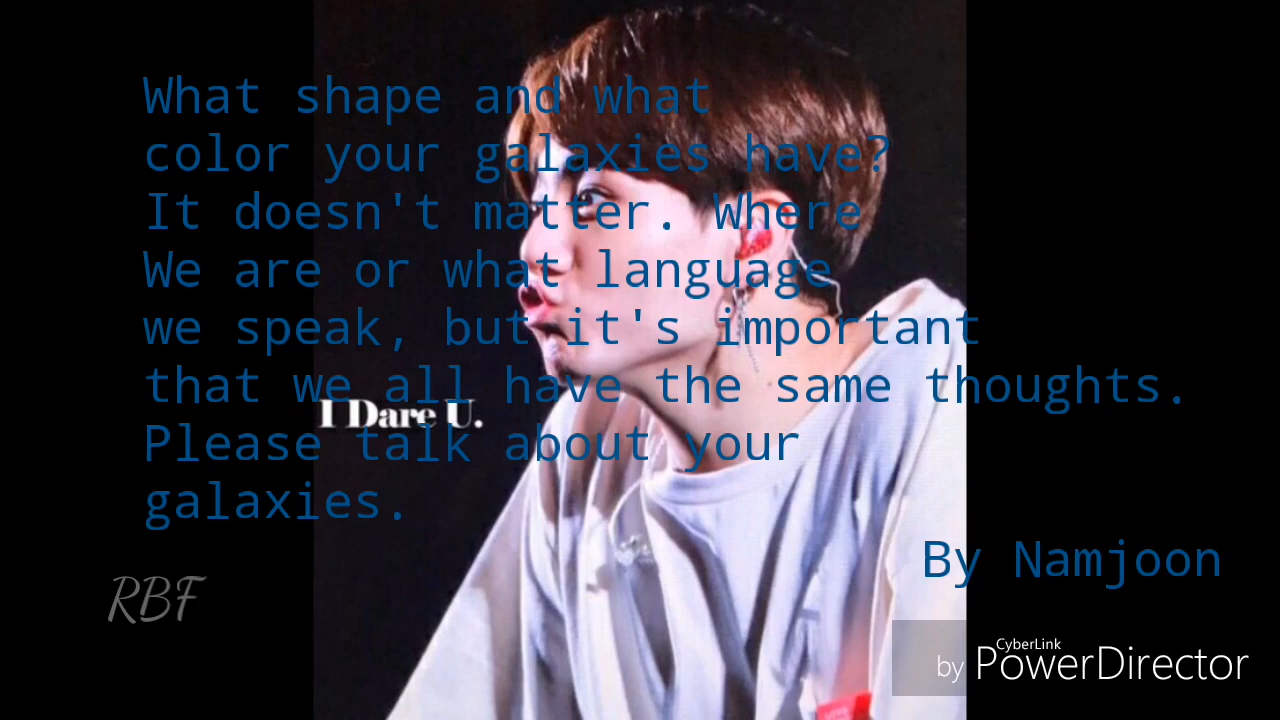 What shape and what
color your galaxies have?
It doesn't matter. Where
We are or what language
we speak, but it's important
that we all have the same thoughts.
I Dare U.
Please talk about your
galaxies.
By Namjoon
RBF
by CyberLink PowerDirector